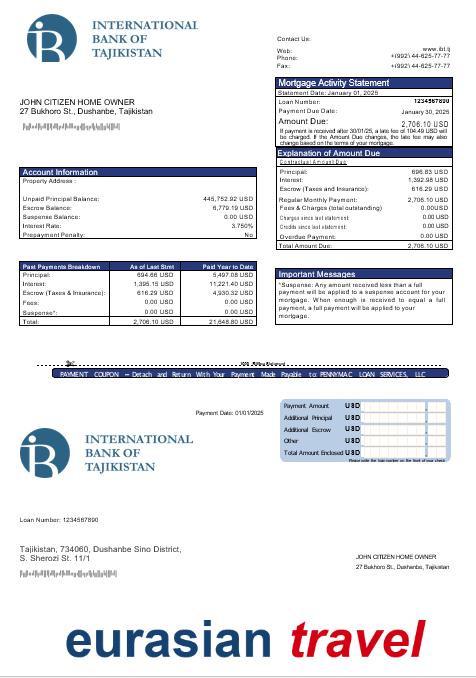 INTERNATIONAL
BANK OF
TAJIKISTAN
Contact Us:
Web: www.ibt.tj
Phone: +(992) 44-625-77-77
Fax: +(992) 44-625-77-77
JOHN CITIZEN HOME OWNER
27 Bukhoro St., Dushanbe, Tajikistan
Mortgage Activity Statement
Statement Date: January 01, 2025
Loan Number: 1234567890
Payment Due Date: January 30, 2025
Amount Due: 2,706.10 USD
If payment is received after 30/01/25, a late fee of 104.49 USD will
be charged. If the Amount Due changes, the late fee may also
change based on the terms of your mortgage.
Explanation of Amount Due
Contractual Amount Due
Principal: 696.83 USD
Interest: 1,392.98 USD
Escrow (Taxes and Insurance): 616.29 USD
Regular Monthly Payment: 2,706.10 USD
Fees & Charges (total outstanding) 0.00USD
Charges since last statement: 0.00 USD
Credits since last statement: 0.00 USD
Overdue Payment: 0.00 USD
Total Amount Due: 2,706.10 USD
Account Information
Property Address :
Unpaid Principal Balance: 445,752.92 USD
Escrow Balance: 6,779.19 USD
Suspense Balance: 0.00 USD
Interest Rate: 3.750%
Prepayment Penalty: No
Past Payments Breakdown As of Last Stmt Paid Year to Date
Principal: 694.66 USD 5,497.08 USD
Interest: 1,395.15 USD 11,221.40 USD
Escrow (Taxes & Insurance): 616.29 USD 4,930.32 USD
Fees: 0.00 USD 0.00 USD
Suspense*: 0.00 USD 0.00 USD
Total: 2,706.10 USD 21,648.80 USD
Important Messages
*Suspense: Any amount received less than a full
payment will be applied to a suspense account for your
mortgage. When enough is received to equal a full
payment, a full payment will be applied to your
mortgage.
PAYMENT COUPON – Detach and Return With Your Payment Made Payable to: PENNYMAC LOAN SERVICES, LLC
Payment Date: 01/01/2025
Payment Amount USD
Additional Principal USD
Additional Escrow USD
Other USD
Total Amount Enclosed USD
Please write the loan number on the front of your check
INTERNATIONAL
BANK OF
TAJIKISTAN
Loan Number: 1234567890
Tajikistan, 734060, Dushanbe Sino District,
S. Sherozi St. 11/1
JOHN CITIZEN HOME OWNER
27 Bukhoro St., Dushanbe, Tajikistan
eurasian travel